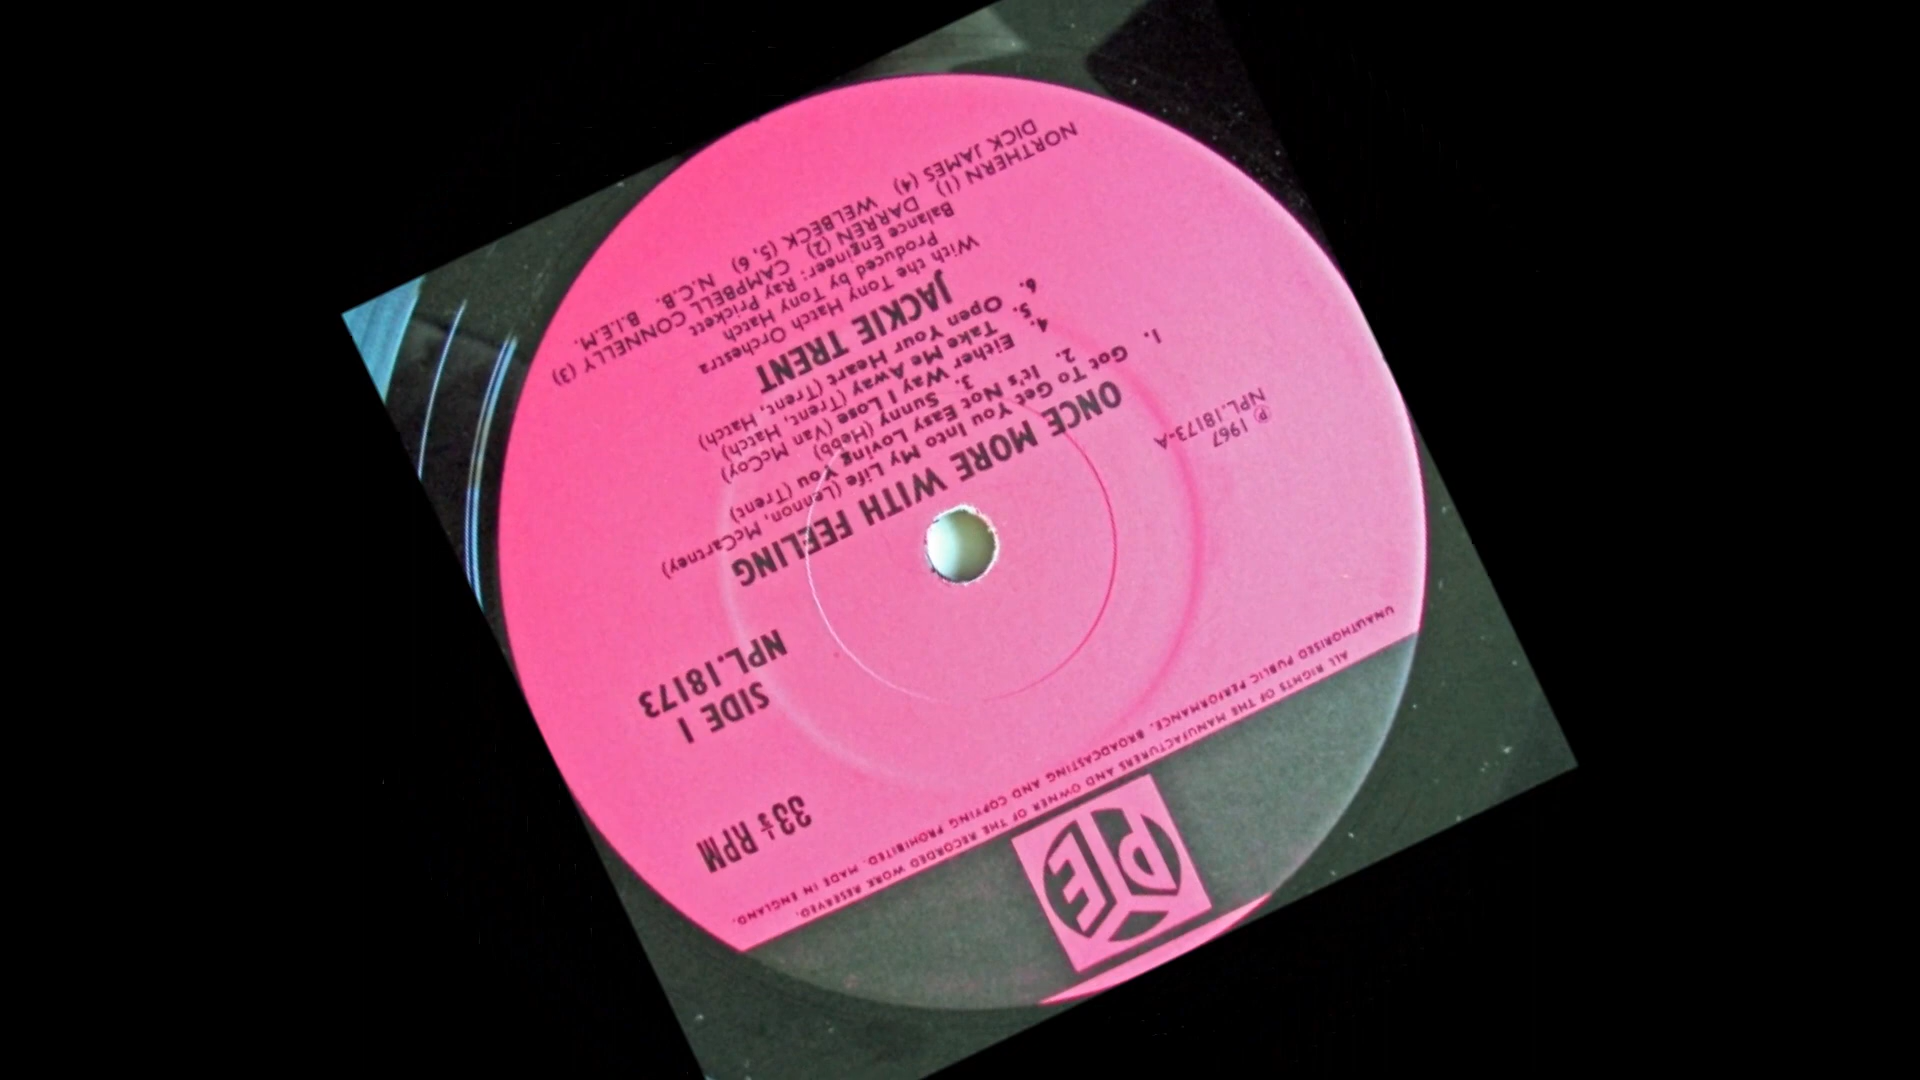 PIE
ALL RIGHTS OF THE MANUFACTURERS AND OWNER OF THE RECORDED WORK RESERVED.
UNAUTHORISED PUBLIC PERFORMANCE, BROADCASTING AND COPYING PROHIBITED. MADE IN ENGLAND.
33⅓ RPM
SIDE 1
NPL.18173
℗ 1967
NPL.18173-A
ONCE MORE WITH FEELING
1. Got To Get You Into My Life (Lennon, McCartney)
2. It's Not Easy Loving You (Trent)
3. Sunny (Hebb)
4. Either Way I Lose (Van McCoy)
5. Take Me Away (Trent, Hatch)
6. Open Your Heart (Trent, Hatch)
JACKIE TRENT
With the Tony Hatch Orchestra
Produced by Tony Hatch
Balance Engineer: Ray Prickett
NORTHERN (1) DARREN (2) CAMPBELL CONNELLY (3)
DICK JAMES (4) WELBECK (5, 6) N.C.B. B.I.E.M.